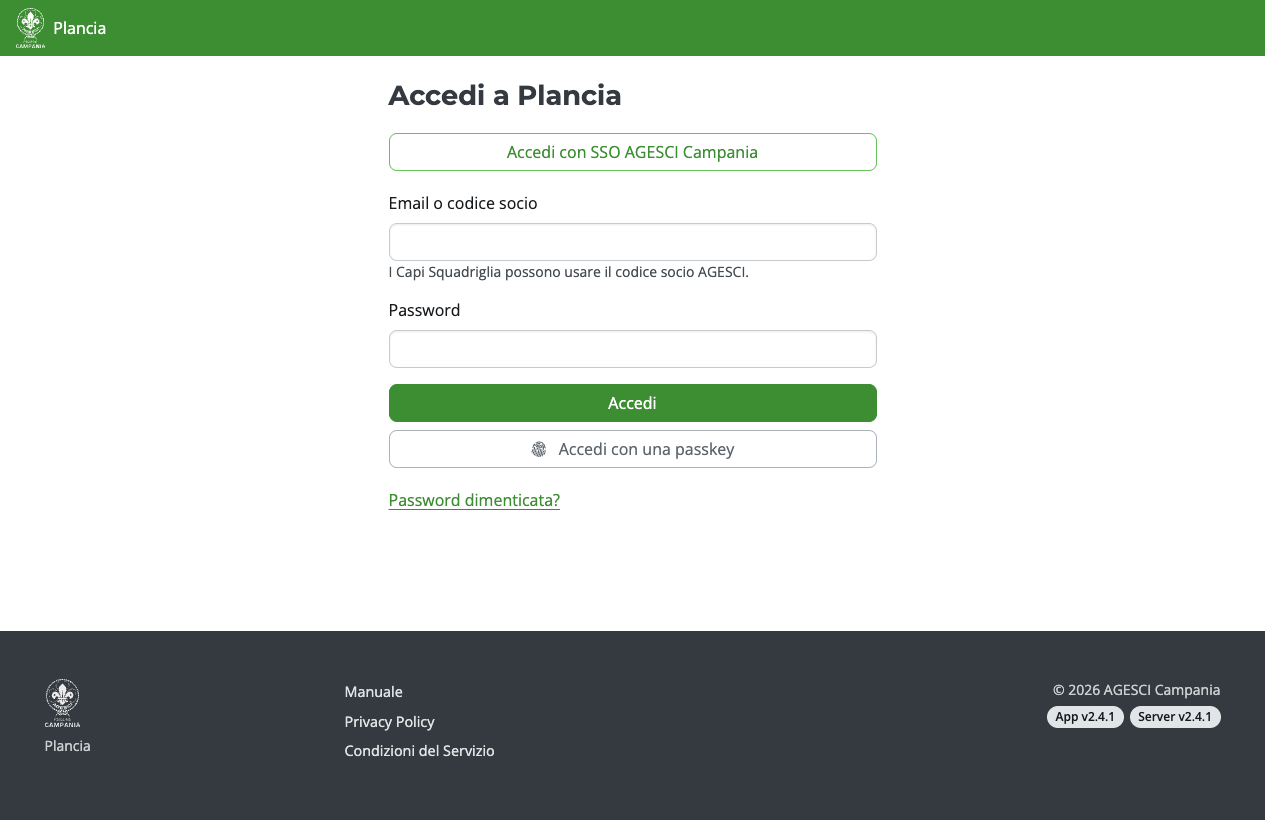 CAMPANIA
Plancia
Accedi a Plancia
Accedi con SSO AGESCI Campania
Email o codice socio
I Capi Squadriglia possono usare il codice socio AGESCI.
Password
Accedi
Accedi con una passkey
Password dimenticata?
CAMPANIA
Plancia
Manuale
Privacy Policy
Condizioni del Servizio
© 2026 AGESCI Campania
App v2.4.1 Server v2.4.1